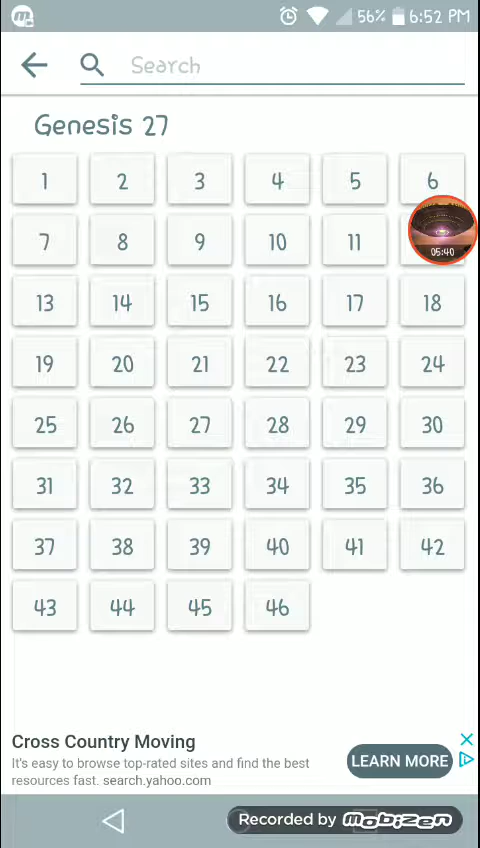 56% 6:52 PM
Search
Genesis 27
1 2 3 4 5 6
7 8 9 10 11
05:40
13 14 15 16 17 18
19 20 21 22 23 24
25 26 27 28 29 30
31 32 33 34 35 36
37 38 39 40 41 42
43 44 45 46
Cross Country Moving
It's easy to browse top-rated sites and find the best
resources fast. search.yahoo.com
LEARN MORE
Recorded by mobizen